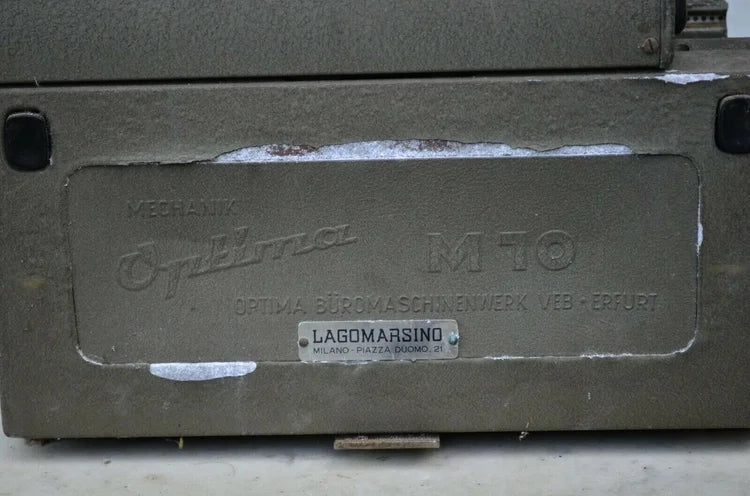 MECHANIK
Optima M 10
OPTIMA BÜROMASCHINENWERK VEB - ERFURT
LAGOMARSINO
MILANO - PIAZZA DUOMO, 21